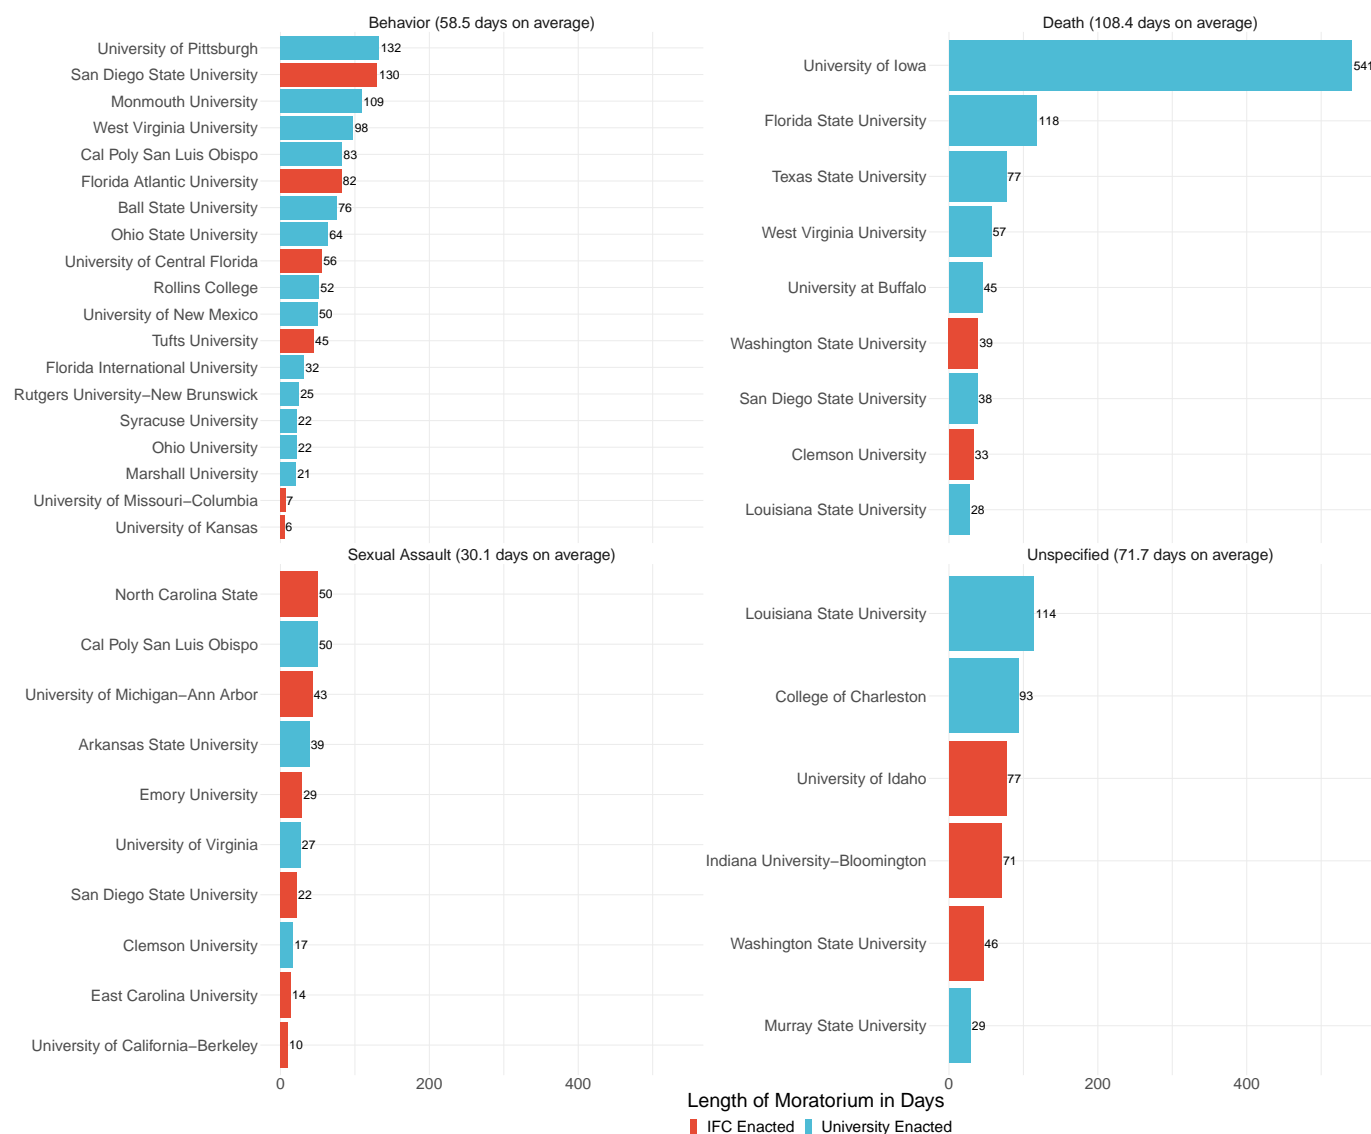 Behavior (58.5 days on average)
University of Pittsburgh 132
San Diego State University 130
Monmouth University 109
West Virginia University 98
Cal Poly San Luis Obispo 83
Florida Atlantic University 82
Ball State University 76
Ohio State University 64
University of Central Florida 56
Rollins College 52
University of New Mexico 50
Tufts University 45
Florida International University 32
Rutgers University−New Brunswick 25
Syracuse University 22
Ohio University 22
Marshall University 21
University of Missouri−Columbia 7
University of Kansas 6
Death (108.4 days on average)
University of Iowa 541
Florida State University 118
Texas State University 77
West Virginia University 57
University at Buffalo 45
Washington State University 39
San Diego State University 38
Clemson University 33
Louisiana State University 28
Sexual Assault (30.1 days on average)
North Carolina State 50
Cal Poly San Luis Obispo 50
University of Michigan−Ann Arbor 43
Arkansas State University 39
Emory University 29
University of Virginia 27
San Diego State University 22
Clemson University 17
East Carolina University 14
University of California−Berkeley 10
0 200 400
Unspecified (71.7 days on average)
Louisiana State University 114
College of Charleston 93
University of Idaho 77
Indiana University−Bloomington 71
Washington State University 46
Murray State University 29
0 200 400
Length of Moratorium in Days
IFC Enacted University Enacted